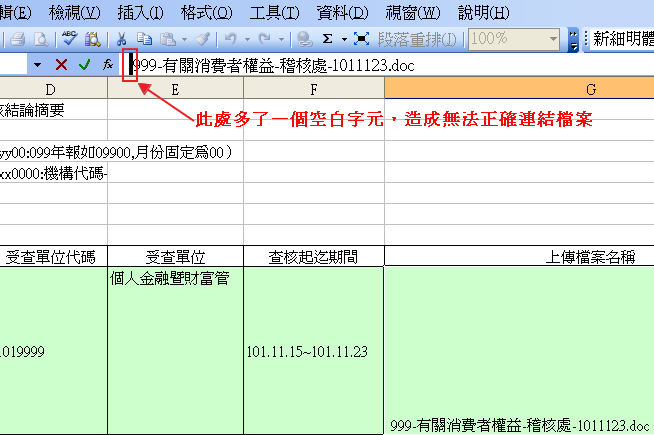 輯(E) 檢視(V) 插入(I) 格式(O) 工具(T) 資料(D) 視窗(W) 說明(H)
Σ 段落重排(I) 100% 新細明體
fx 999-有關消費者權益-稽核處-1011123.doc
D E F G
結論摘要
此處多了一個空白字元，造成無法正確連結檔案
yy00:099年報如09900,月份固定為00）
xx0000:機構代碼-
受查單位代碼 受查單位 查核起迄期間 上傳檔案名稱
個人金融暨財富管
019999 101.11.15~101.11.23
999-有關消費者權益-稽核處-1011123.doc